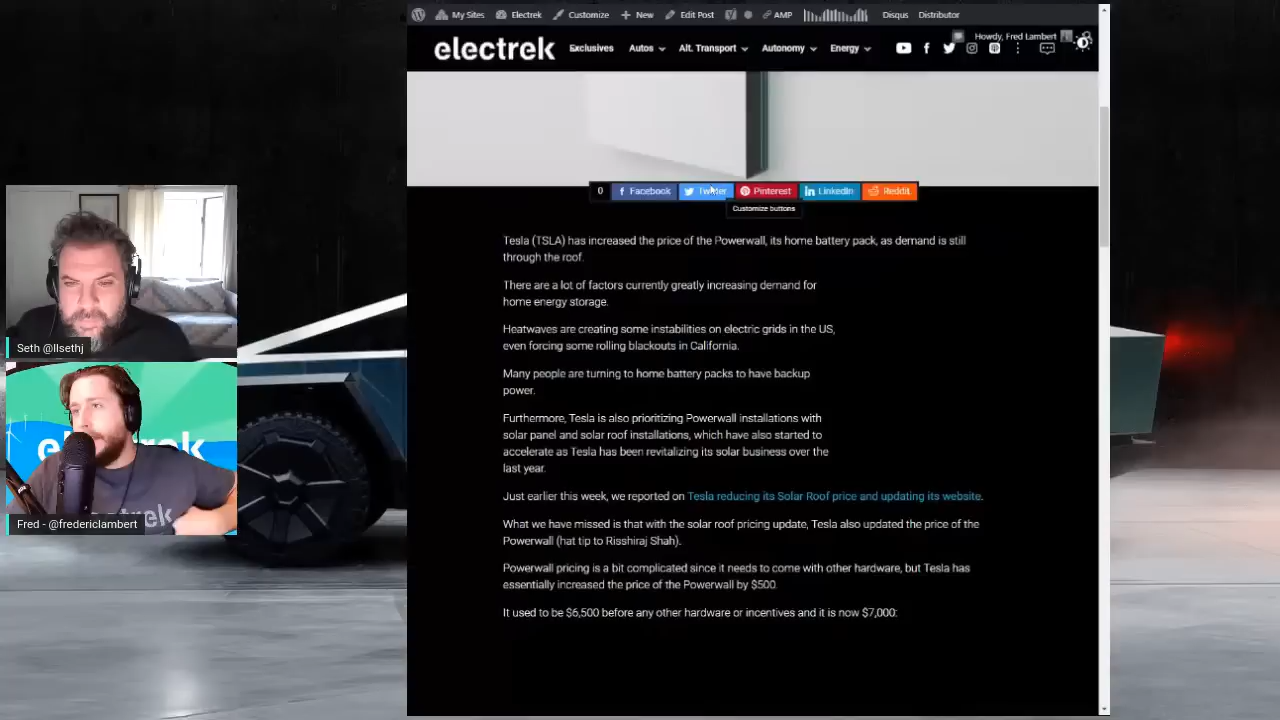 My Sites Electrek Customize New Edit Post AMP Disqus Distributor
Howdy, Fred Lambert
electrek Exclusives Autos Alt. Transport Autonomy Energy
0 Facebook Twitter Pinterest LinkedIn Reddit
Customize buttons
Tesla (TSLA) has increased the price of the Powerwall, its home battery pack, as demand is still
through the roof.
There are a lot of factors currently greatly increasing demand for
home energy storage.
Heatwaves are creating some instabilities on electric grids in the US,
even forcing some rolling blackouts in California.
Many people are turning to home battery packs to have backup
power.
Furthermore, Tesla is also prioritizing Powerwall installations with
solar panel and solar roof installations, which have also started to
accelerate as Tesla has been revitalizing its solar business over the
last year.
Just earlier this week, we reported on Tesla reducing its Solar Roof price and updating its website.
What we have missed is that with the solar roof pricing update, Tesla also updated the price of the
Powerwall (hat tip to Risshiraj Shah).
Powerwall pricing is a bit complicated since it needs to come with other hardware, but Tesla has
essentially increased the price of the Powerwall by $500.
It used to be $6,500 before any other hardware or incentives and it is now $7,000:
Seth @llsethj
Fred - @fredericlambert